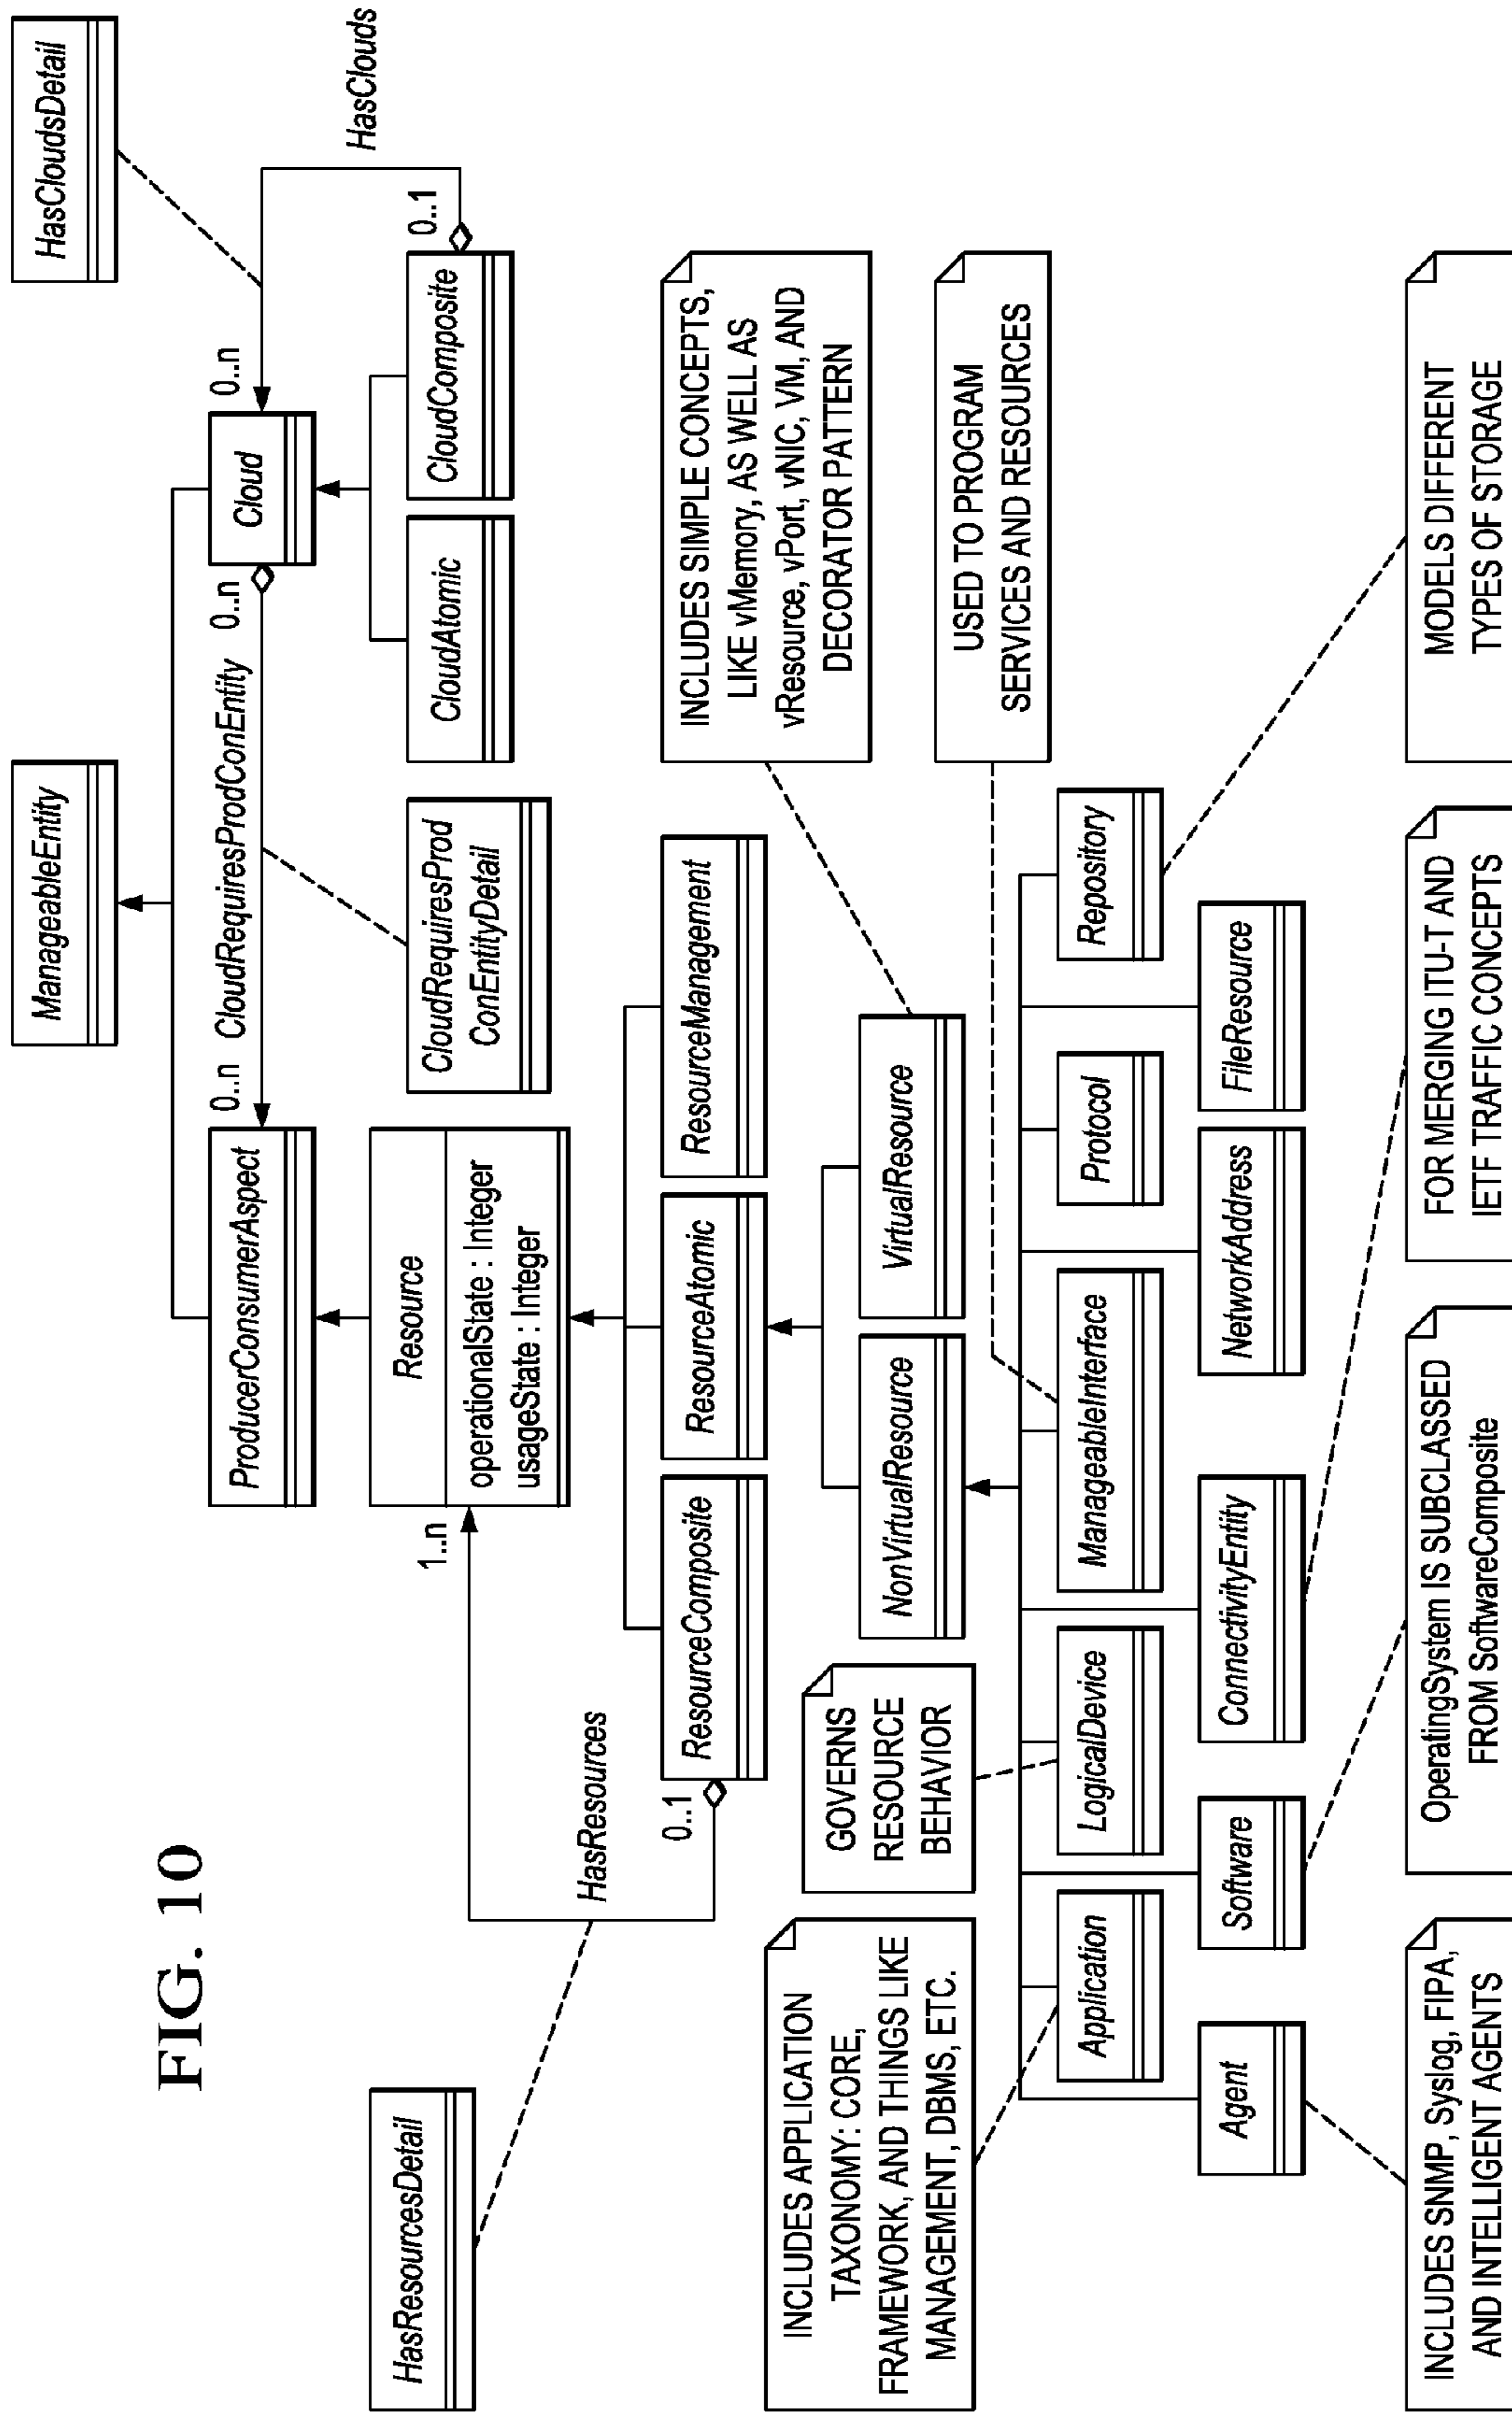 FIG. 10
ManageableEntity
HasCloudsDetail
ProducerConsumerAspect
0..n
CloudRequiresProdConEntity
0..n
Cloud
0..n
HasClouds
HasResourcesDetail
HasResources
1..n
Resource
operationalState : Integer
usageState : Integer
CloudRequiresProd
ConEntityDetail
CloudAtomic
CloudComposite
0..1
0..1
ResourceComposite
ResourceAtomic
ResourceManagement
INCLUDES SIMPLE CONCEPTS,
LIKE vMemory, AS WELL AS
vResource, vPort, vNIC, VM, AND
DECORATOR PATTERN
INCLUDES APPLICATION
TAXONOMY: CORE,
FRAMEWORK, AND THINGS LIKE
MANAGEMENT, DBMS, ETC.
GOVERNS
RESOURCE
BEHAVIOR
NonVirtualResource
VirtualResource
USED TO PROGRAM
SERVICES AND RESOURCES
Application
LogicalDevice
ManageableInterface
Protocol
Repository
Agent
Software
ConnectivityEntity
NetworkAddress
FileResource
INCLUDES SNMP, Syslog, FIPA,
AND INTELLIGENT AGENTS
OperatingSystem IS SUBCLASSED
FROM SoftwareComposite
FOR MERGING ITU-T AND
IETF TRAFFIC CONCEPTS
MODELS DIFFERENT
TYPES OF STORAGE